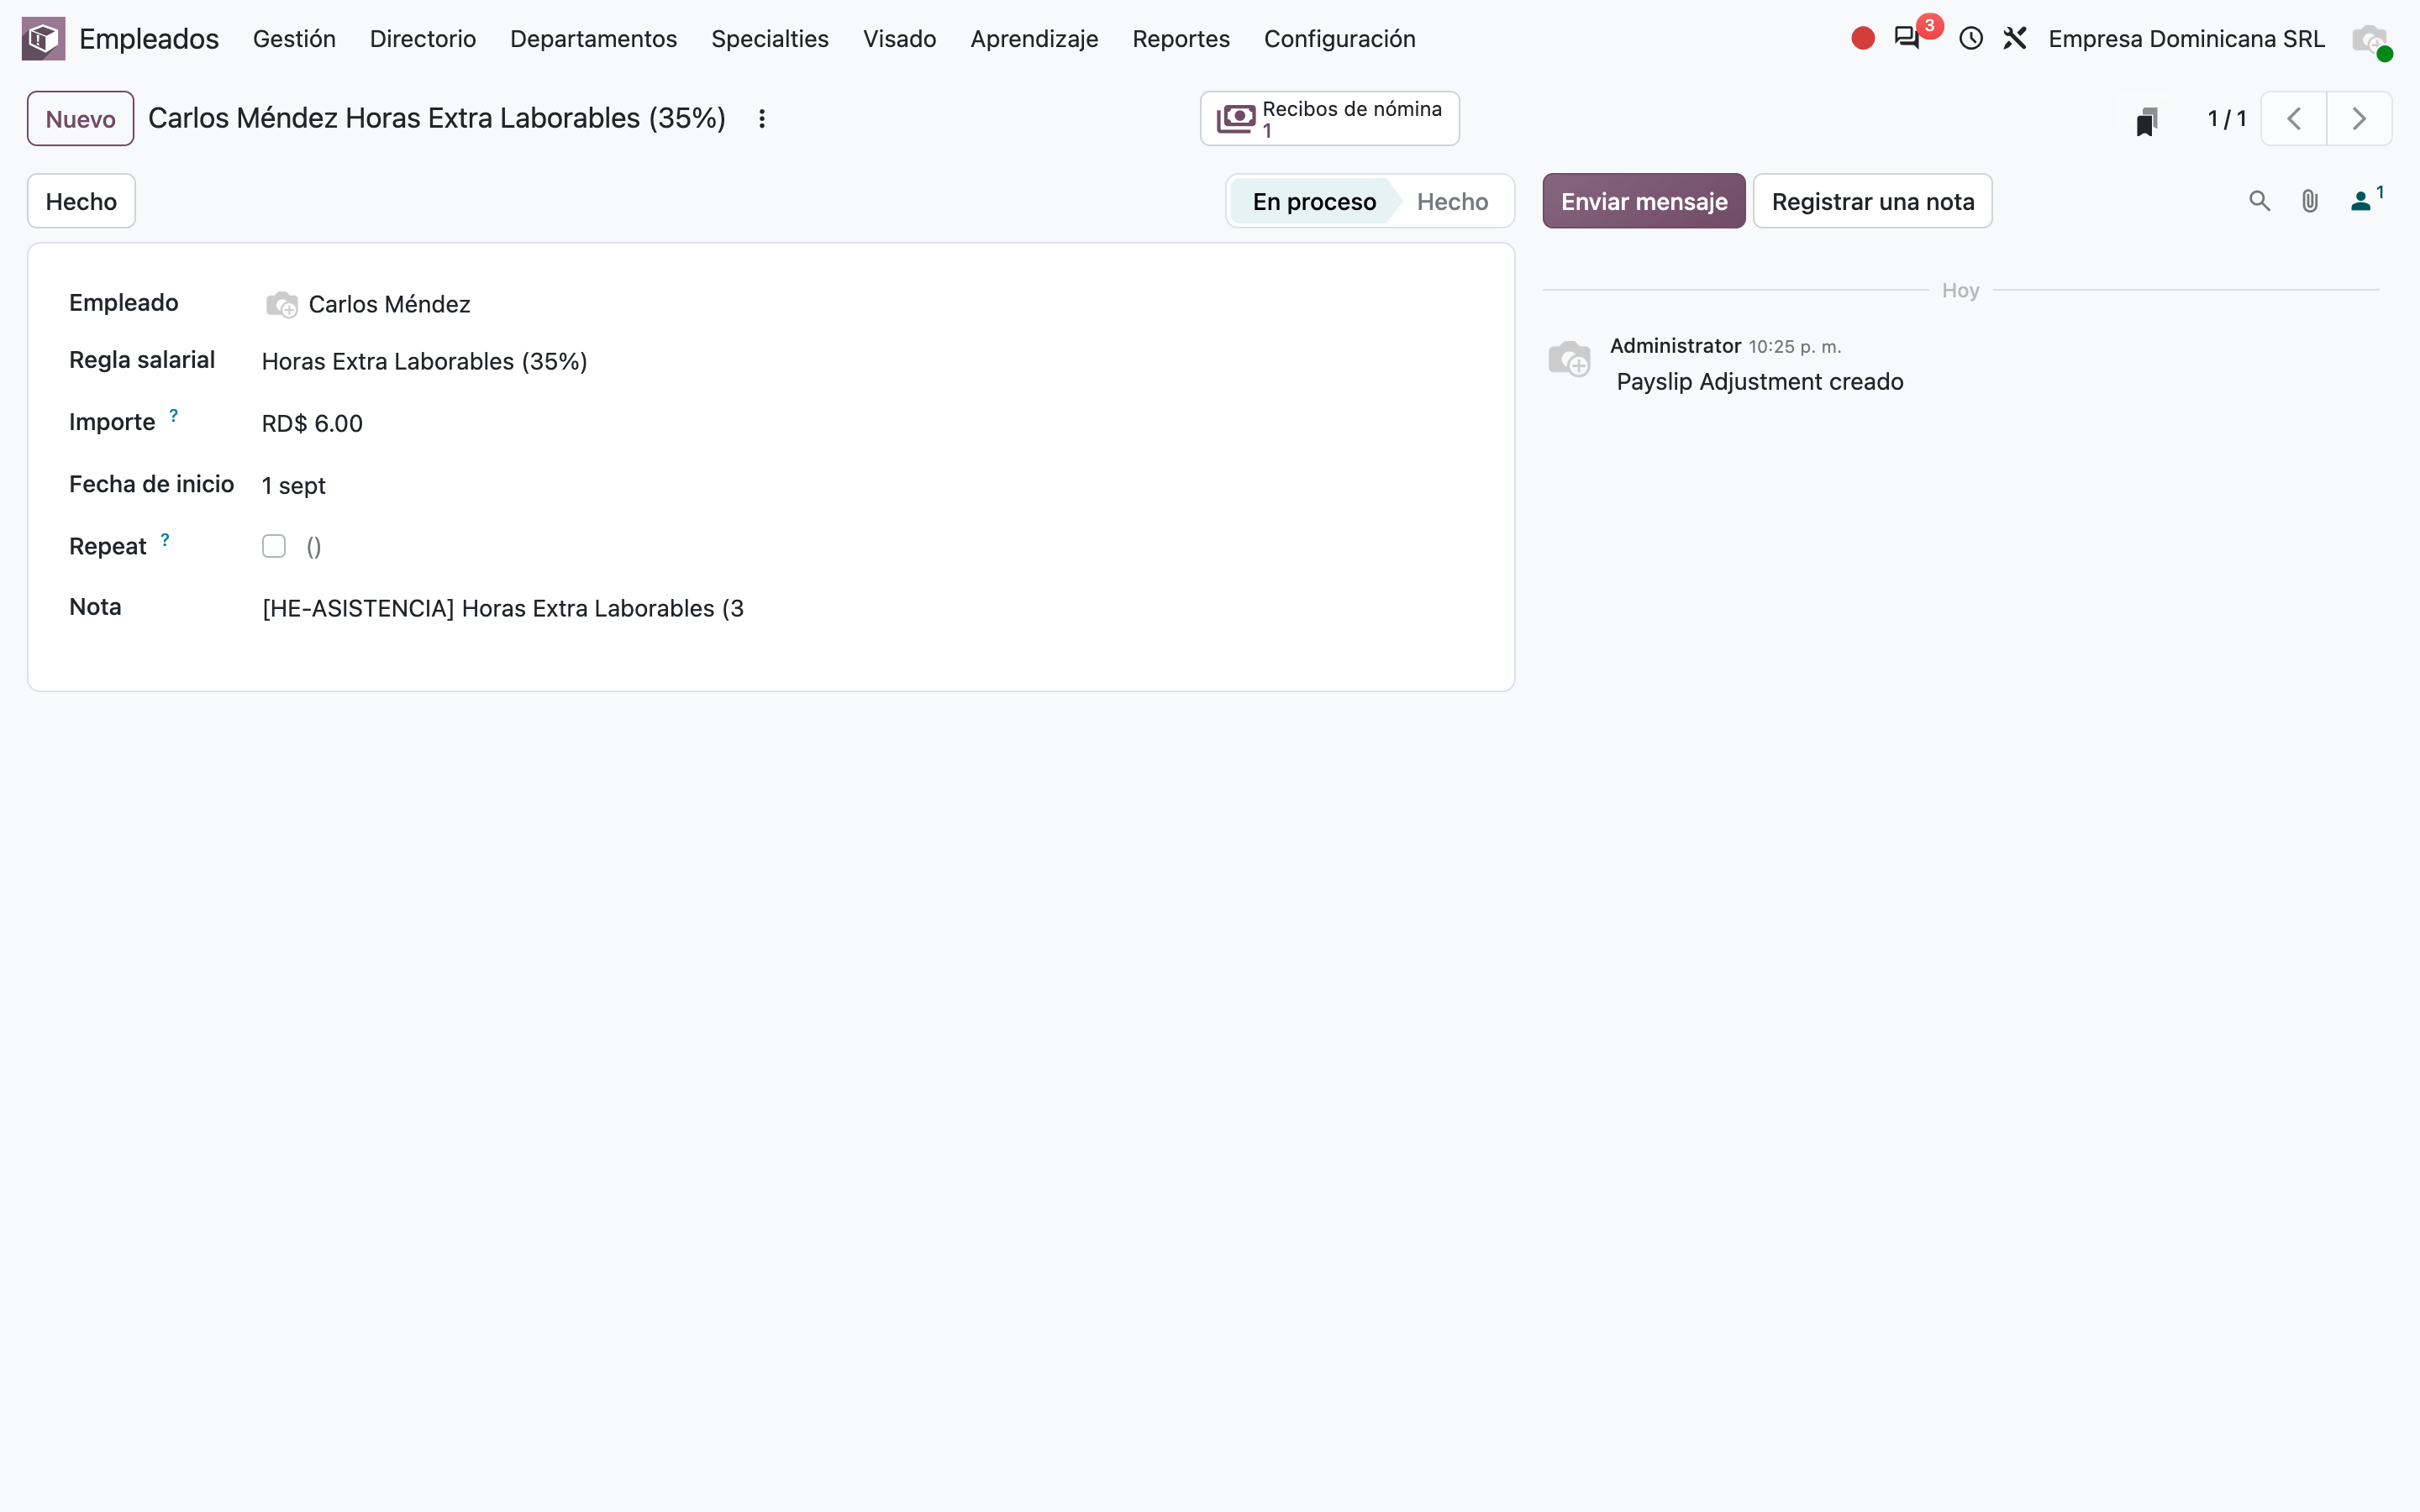 Empleados Gestión Directorio Departamentos Specialties Visado Aprendizaje Reportes Configuración 3 Empresa Dominicana SRL
Nuevo Carlos Méndez Horas Extra Laborables (35%) Recibos de nómina 1 1 / 1
Hecho En proceso Hecho Enviar mensaje Registrar una nota 1
Empleado Carlos Méndez
Regla salarial Horas Extra Laborables (35%)
Importe ? RD$ 6.00
Fecha de inicio 1 sept
Repeat ? ()
Nota [HE-ASISTENCIA] Horas Extra Laborables (3
Hoy
Administrator 10:25 p. m.
Payslip Adjustment creado